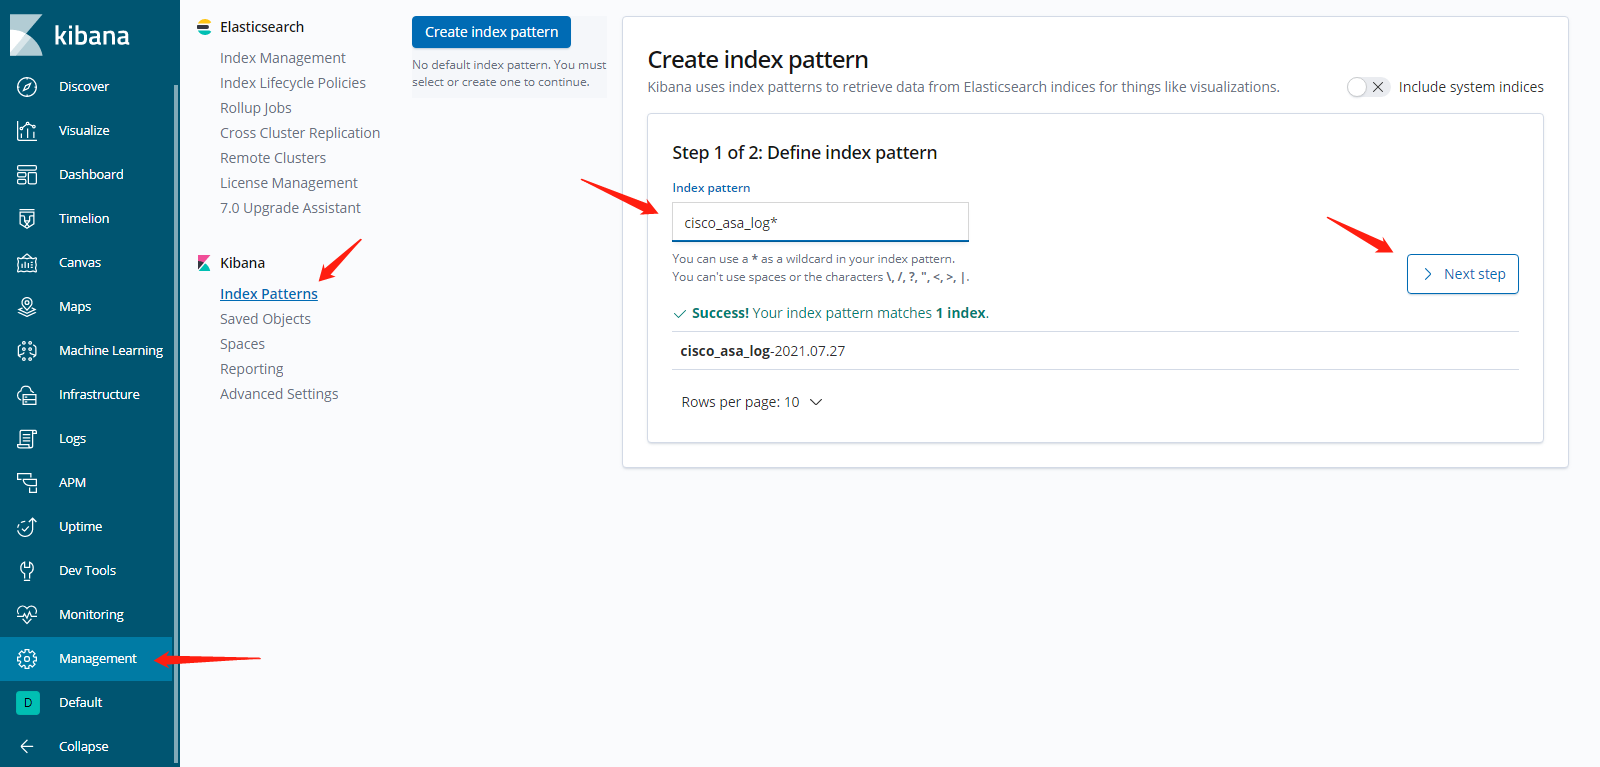 kibana
Discover
Visualize
Dashboard
Timelion
Canvas
Maps
Machine Learning
Infrastructure
Logs
APM
Uptime
Dev Tools
Monitoring
Management
D Default
Collapse
Elasticsearch
Index Management
Index Lifecycle Policies
Rollup Jobs
Cross Cluster Replication
Remote Clusters
License Management
7.0 Upgrade Assistant
Kibana
Index Patterns
Saved Objects
Spaces
Reporting
Advanced Settings
Create index pattern
No default index pattern. You must
select or create one to continue.
Create index pattern
Kibana uses index patterns to retrieve data from Elasticsearch indices for things like visualizations.
Include system indices
Step 1 of 2: Define index pattern
Index pattern
cisco_asa_log*
You can use a * as a wildcard in your index pattern.
You can't use spaces or the characters \, /, ?, ", <, >, |.
Next step
Success! Your index pattern matches 1 index.
cisco_asa_log-2021.07.27
Rows per page: 10